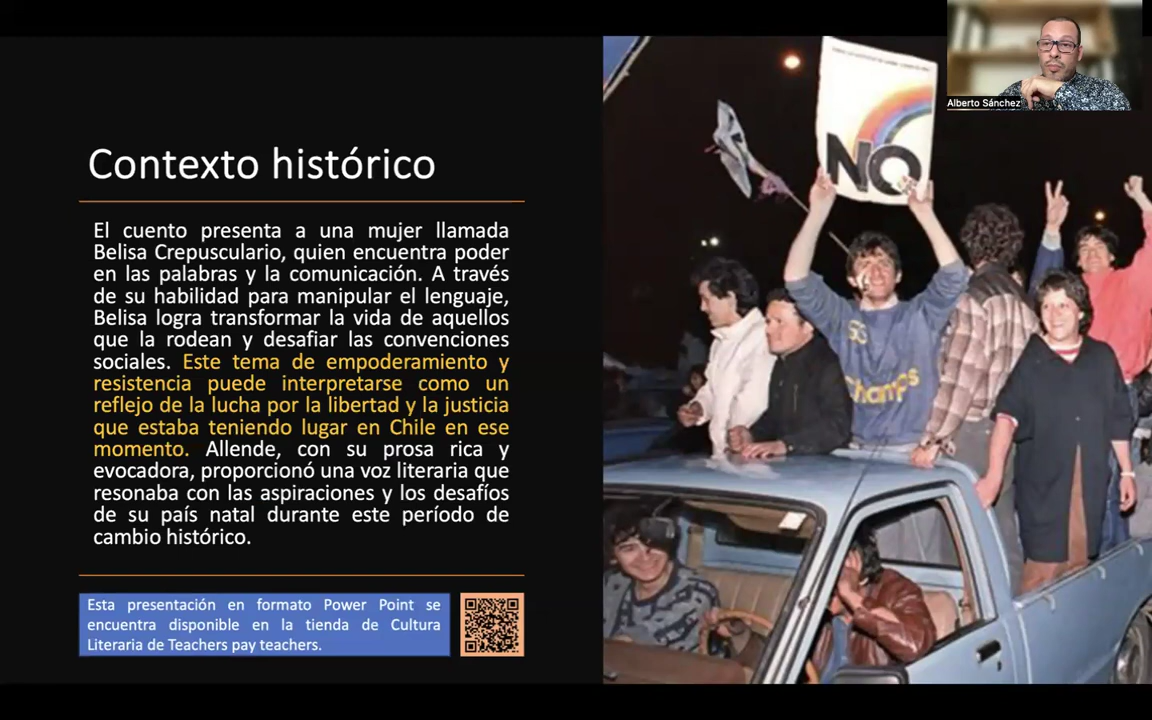 Alberto Sánchez
NO
Champs
Contexto histórico
El cuento presenta a una mujer llamada
Belisa Crepusculario, quien encuentra poder
en las palabras y la comunicación. A través
de su habilidad para manipular el lenguaje,
Belisa logra transformar la vida de aquellos
que la rodean y desafiar las convenciones
sociales. Este tema de empoderamiento y
resistencia puede interpretarse como un
reflejo de la lucha por la libertad y la justicia
que estaba teniendo lugar en Chile en ese
momento. Allende, con su prosa rica y
evocadora, proporcionó una voz literaria que
resonaba con las aspiraciones y los desafíos
de su país natal durante este período de
cambio histórico.
Esta presentación en formato Power Point se
encuentra disponible en la tienda de Cultura
Literaria de Teachers pay teachers.